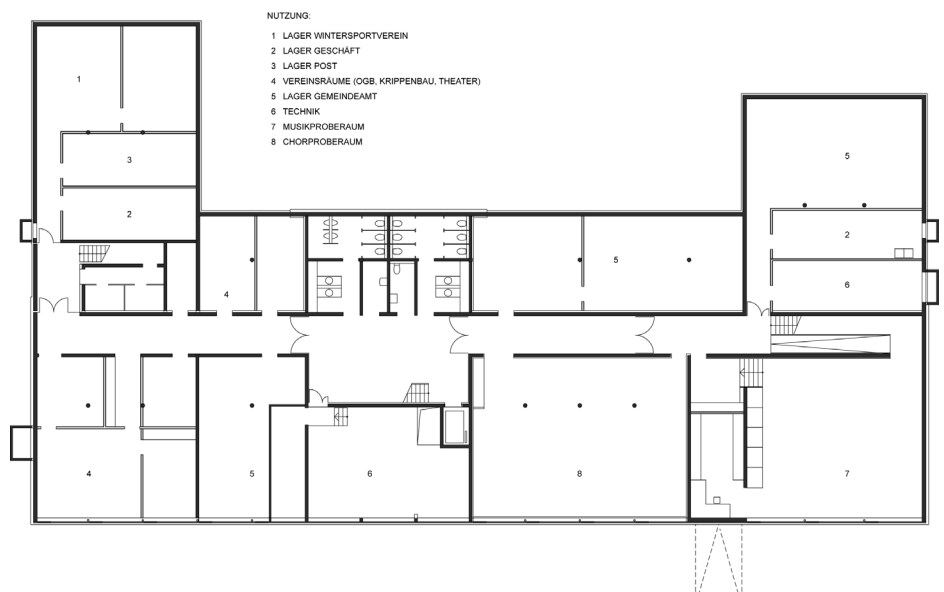 NUTZUNG:
1 LAGER WINTERSPORTVEREIN
2 LAGER GESCHÄFT
3 LAGER POST
4 VEREINSRÄUME (OGB, KRIPPENBAU, THEATER)
5 LAGER GEMEINDEAMT
6 TECHNIK
7 MUSIKPROBERAUM
8 CHORPROBERAUM
1
3
2
4
5
5
2
6
4
5
6
8
7